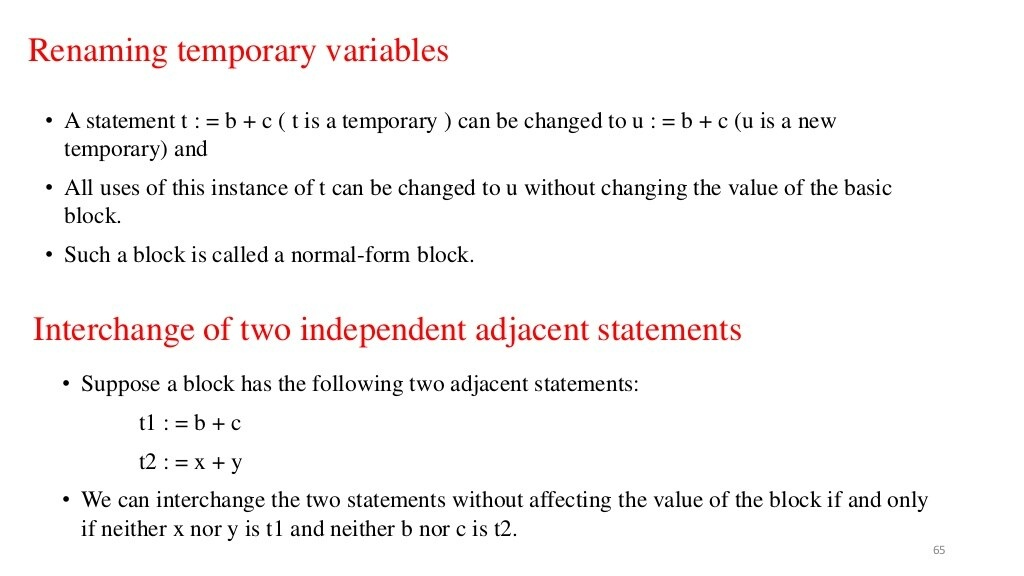 Renaming temporary variables
• A statement t : = b + c ( t is a temporary ) can be changed to u : = b + c (u is a new
temporary) and
• All uses of this instance of t can be changed to u without changing the value of the basic
block.
• Such a block is called a normal-form block.
Interchange of two independent adjacent statements
• Suppose a block has the following two adjacent statements:
t1 : = b + c
t2 : = x + y
• We can interchange the two statements without affecting the value of the block if and only
if neither x nor y is t1 and neither b nor c is t2.
65